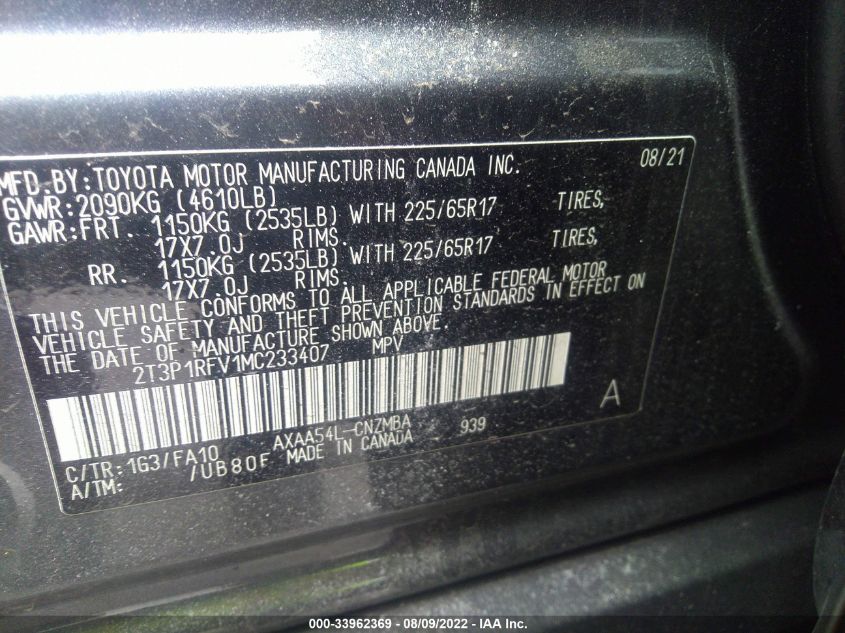 MFD.BY:TOYOTA MOTOR MANUFACTURING CANADA INC. 08/21
GVWR:2090KG (4610LB)
GAWR:FRT. 1150KG (2535LB) WITH 225/65R17 TIRES,
17X7.0J RIMS.
RR. 1150KG (2535LB) WITH 225/65R17 TIRES,
17X7.0J RIMS.
THIS VEHICLE CONFORMS TO ALL APPLICABLE FEDERAL MOTOR
VEHICLE SAFETY AND THEFT PREVENTION STANDARDS IN EFFECT ON
THE DATE OF MANUFACTURE SHOWN ABOVE.
2T3P1RFV1MC233407 MPV
A
C/TR:1G3/FA10 AXAA54L-CNZMBA 939
A/TM: /UB80F MADE IN CANADA
000-33962369 - 08/09/2022 - IAA Inc.